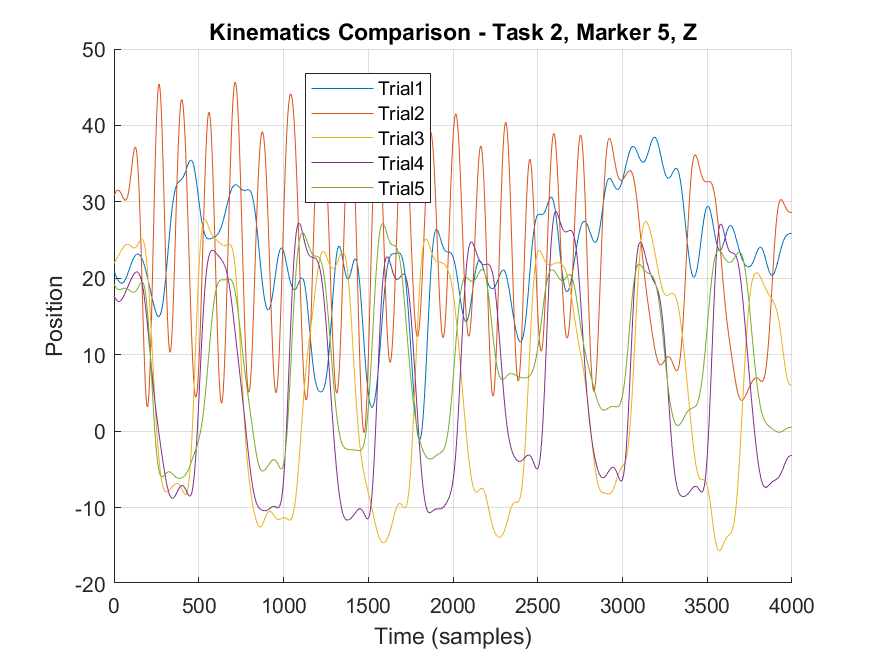 Kinematics Comparison - Task 2, Marker 5, Z
50
40
30
20
10
0
-10
-20
Position
Trial1
Trial2
Trial3
Trial4
Trial5
0 500 1000 1500 2000 2500 3000 3500 4000
Time (samples)